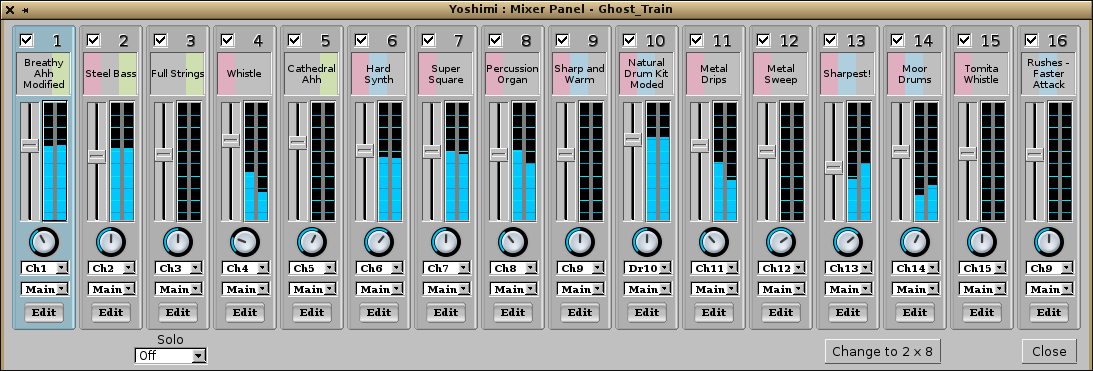 Yoshimi : Mixer Panel - Ghost_Train
1 2 3 4 5 6 7 8 9 10 11 12 13 14 15 16
Breathy
Ahh
Modified
Steel Bass
Full Strings
Whistle
Cathedral
Ahh
Hard
Synth
Super
Square
Percussion
Organ
Sharp and
Warm
Natural
Drum Kit
Moded
Metal
Drips
Metal
Sweep
Sharpest!
Moor
Drums
Tomita
Whistle
Rushes -
Faster
Attack
Ch1 Ch2 Ch3 Ch4 Ch5 Ch6 Ch7 Ch8 Ch9 Dr10 Ch11 Ch12 Ch13 Ch14 Ch15 Ch9
Main Main Main Main Main Main Main Main Main Main Main Main Main Main Main Main
Edit Edit Edit Edit Edit Edit Edit Edit Edit Edit Edit Edit Edit Edit Edit Edit
Solo
Off
Change to 2 x 8
Close